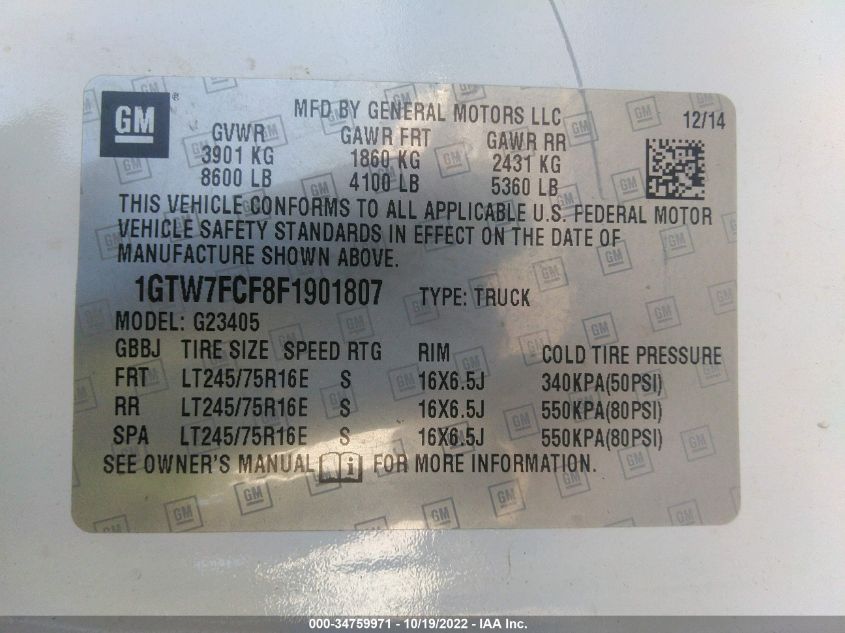 GM ® MFD BY GENERAL MOTORS LLC 12/14
GVWR GAWR FRT GAWR RR
3901 KG 1860 KG 2431 KG
8600 LB 4100 LB 5360 LB
THIS VEHICLE CONFORMS TO ALL APPLICABLE U.S. FEDERAL MOTOR
VEHICLE SAFETY STANDARDS IN EFFECT ON THE DATE OF
MANUFACTURE SHOWN ABOVE.
1GTW7FCF8F1901807 TYPE: TRUCK
MODEL: G23405
GBBJ TIRE SIZE SPEED RTG RIM COLD TIRE PRESSURE
FRT LT245/75R16E S 16X6.5J 340KPA(50PSI)
RR LT245/75R16E S 16X6.5J 550KPA(80PSI)
SPA LT245/75R16E S 16X6.5J 550KPA(80PSI)
SEE OWNER'S MANUAL i FOR MORE INFORMATION.
000-34759971 - 10/19/2022 - IAA Inc.